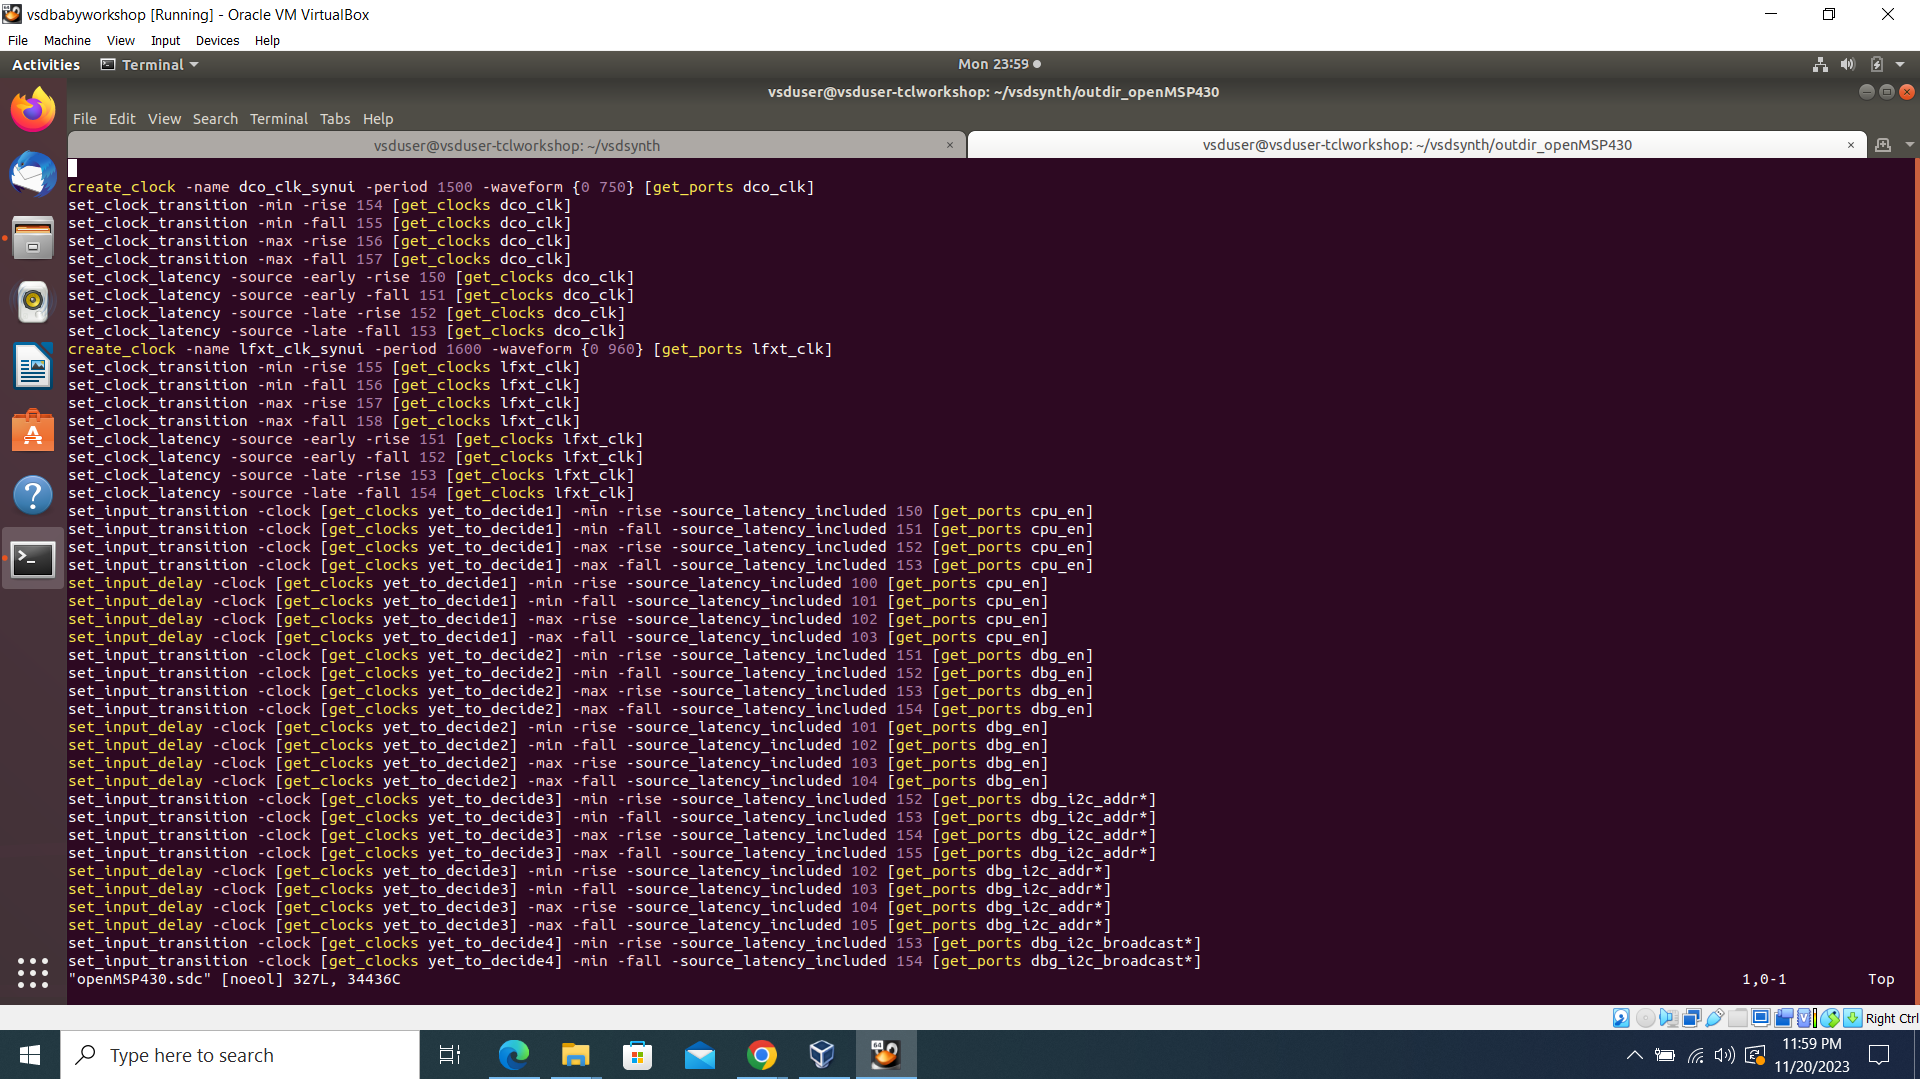 vsdbabyworkshop [Running] - Oracle VM VirtualBox
File Machine View Input Devices Help
Activities Terminal Mon 23:59
vsduser@vsduser-tclworkshop: ~/vsdsynth/outdir_openMSP430
File Edit View Search Terminal Tabs Help
vsduser@vsduser-tclworkshop: ~/vsdsynth × vsduser@vsduser-tclworkshop: ~/vsdsynth/outdir_openMSP430 ×
create_clock -name dco_clk_synui -period 1500 -waveform {0 750} [get_ports dco_clk]
set_clock_transition -min -rise 154 [get_clocks dco_clk]
set_clock_transition -min -fall 155 [get_clocks dco_clk]
set_clock_transition -max -rise 156 [get_clocks dco_clk]
set_clock_transition -max -fall 157 [get_clocks dco_clk]
set_clock_latency -source -early -rise 150 [get_clocks dco_clk]
set_clock_latency -source -early -fall 151 [get_clocks dco_clk]
set_clock_latency -source -late -rise 152 [get_clocks dco_clk]
set_clock_latency -source -late -fall 153 [get_clocks dco_clk]
create_clock -name lfxt_clk_synui -period 1600 -waveform {0 960} [get_ports lfxt_clk]
set_clock_transition -min -rise 155 [get_clocks lfxt_clk]
set_clock_transition -min -fall 156 [get_clocks lfxt_clk]
set_clock_transition -max -rise 157 [get_clocks lfxt_clk]
set_clock_transition -max -fall 158 [get_clocks lfxt_clk]
set_clock_latency -source -early -rise 151 [get_clocks lfxt_clk]
set_clock_latency -source -early -fall 152 [get_clocks lfxt_clk]
set_clock_latency -source -late -rise 153 [get_clocks lfxt_clk]
set_clock_latency -source -late -fall 154 [get_clocks lfxt_clk]
set_input_transition -clock [get_clocks yet_to_decide1] -min -rise -source_latency_included 150 [get_ports cpu_en]
set_input_transition -clock [get_clocks yet_to_decide1] -min -fall -source_latency_included 151 [get_ports cpu_en]
set_input_transition -clock [get_clocks yet_to_decide1] -max -rise -source_latency_included 152 [get_ports cpu_en]
set_input_transition -clock [get_clocks yet_to_decide1] -max -fall -source_latency_included 153 [get_ports cpu_en]
set_input_delay -clock [get_clocks yet_to_decide1] -min -rise -source_latency_included 100 [get_ports cpu_en]
set_input_delay -clock [get_clocks yet_to_decide1] -min -fall -source_latency_included 101 [get_ports cpu_en]
set_input_delay -clock [get_clocks yet_to_decide1] -max -rise -source_latency_included 102 [get_ports cpu_en]
set_input_delay -clock [get_clocks yet_to_decide1] -max -fall -source_latency_included 103 [get_ports cpu_en]
set_input_transition -clock [get_clocks yet_to_decide2] -min -rise -source_latency_included 151 [get_ports dbg_en]
set_input_transition -clock [get_clocks yet_to_decide2] -min -fall -source_latency_included 152 [get_ports dbg_en]
set_input_transition -clock [get_clocks yet_to_decide2] -max -rise -source_latency_included 153 [get_ports dbg_en]
set_input_transition -clock [get_clocks yet_to_decide2] -max -fall -source_latency_included 154 [get_ports dbg_en]
set_input_delay -clock [get_clocks yet_to_decide2] -min -rise -source_latency_included 101 [get_ports dbg_en]
set_input_delay -clock [get_clocks yet_to_decide2] -min -fall -source_latency_included 102 [get_ports dbg_en]
set_input_delay -clock [get_clocks yet_to_decide2] -max -rise -source_latency_included 103 [get_ports dbg_en]
set_input_delay -clock [get_clocks yet_to_decide2] -max -fall -source_latency_included 104 [get_ports dbg_en]
set_input_transition -clock [get_clocks yet_to_decide3] -min -rise -source_latency_included 152 [get_ports dbg_i2c_addr*]
set_input_transition -clock [get_clocks yet_to_decide3] -min -fall -source_latency_included 153 [get_ports dbg_i2c_addr*]
set_input_transition -clock [get_clocks yet_to_decide3] -max -rise -source_latency_included 154 [get_ports dbg_i2c_addr*]
set_input_transition -clock [get_clocks yet_to_decide3] -max -fall -source_latency_included 155 [get_ports dbg_i2c_addr*]
set_input_delay -clock [get_clocks yet_to_decide3] -min -rise -source_latency_included 102 [get_ports dbg_i2c_addr*]
set_input_delay -clock [get_clocks yet_to_decide3] -min -fall -source_latency_included 103 [get_ports dbg_i2c_addr*]
set_input_delay -clock [get_clocks yet_to_decide3] -max -rise -source_latency_included 104 [get_ports dbg_i2c_addr*]
set_input_delay -clock [get_clocks yet_to_decide3] -max -fall -source_latency_included 105 [get_ports dbg_i2c_addr*]
set_input_transition -clock [get_clocks yet_to_decide4] -min -rise -source_latency_included 153 [get_ports dbg_i2c_broadcast*]
set_input_transition -clock [get_clocks yet_to_decide4] -min -fall -source_latency_included 154 [get_ports dbg_i2c_broadcast*]
"openMSP430.sdc" [noeol] 327L, 34436C 1,0-1 Top
Right Ctrl
Type here to search
11:59 PM
11/20/2023